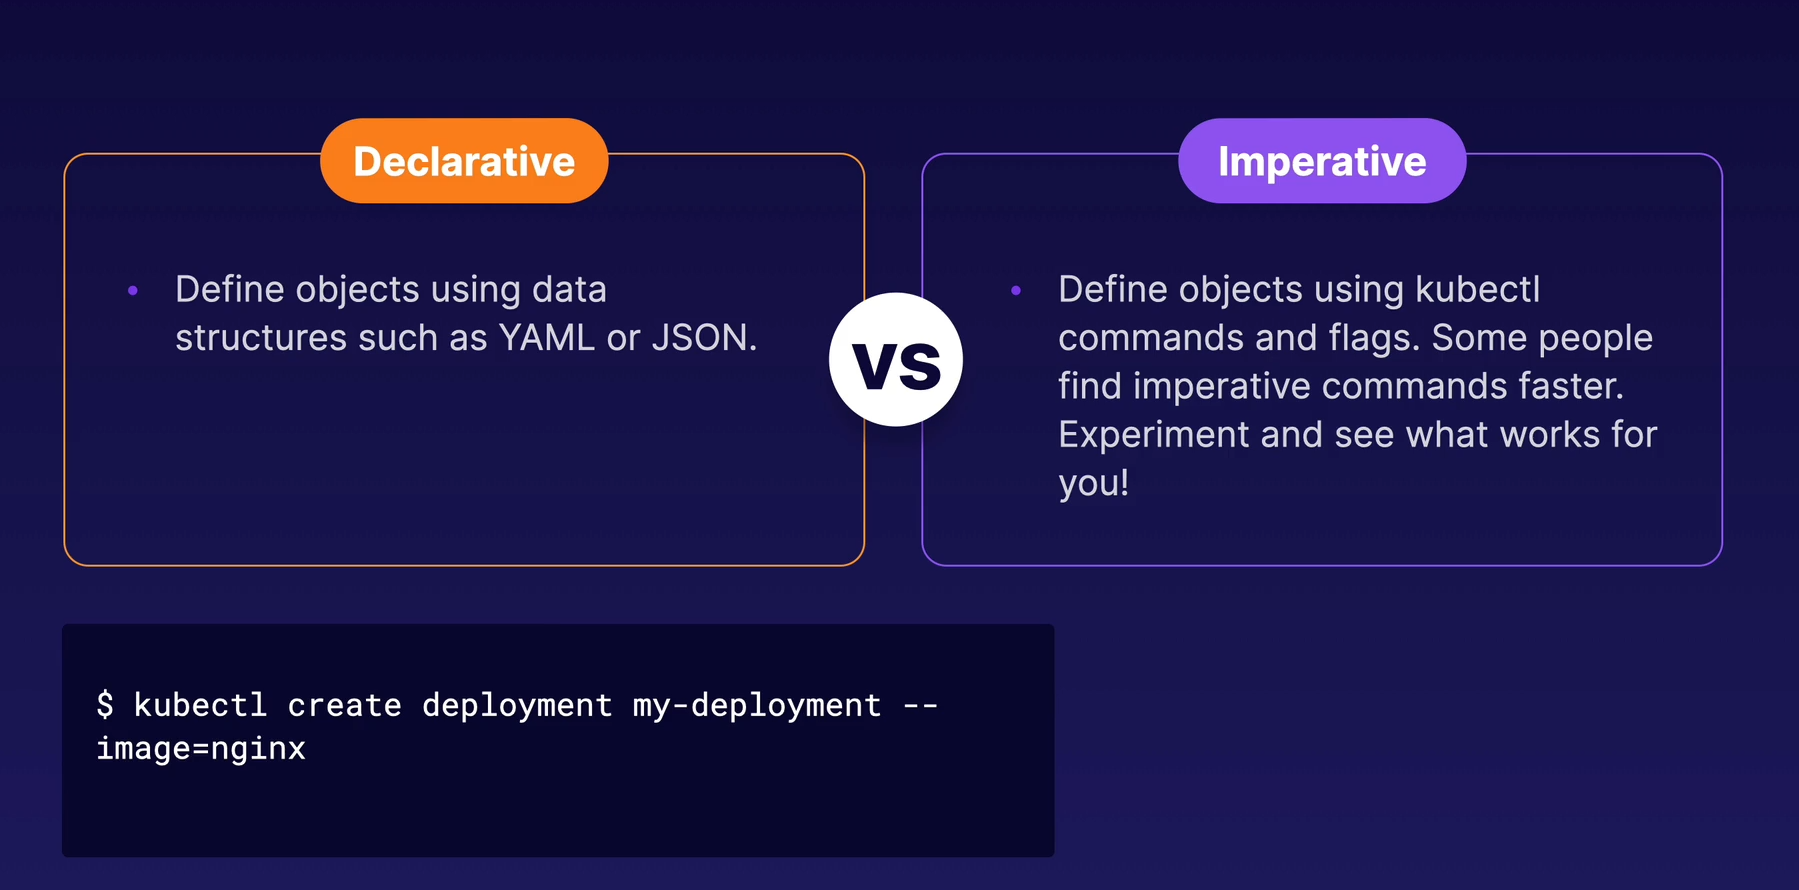 Declarative
Define objects using data
structures such as YAML or JSON.
vs
Imperative
Define objects using kubectl
commands and flags. Some people
find imperative commands faster.
Experiment and see what works for
you!
$ kubectl create deployment my-deployment --
image=nginx